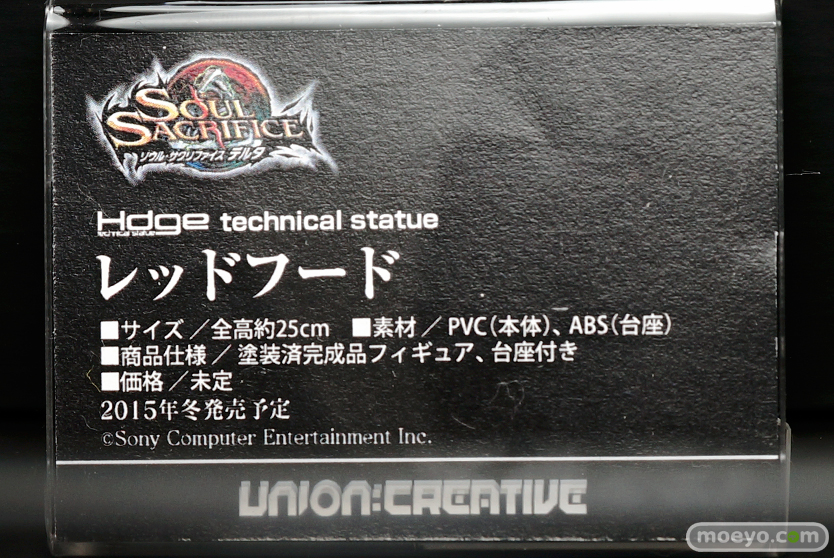 SOUL
SACRIFICE
ソウル・サクリファイス デルタ
Hdge technical statue
technical statue
レッドフード
■サイズ／全高約25cm ■素材／PVC（本体）、ABS（台座）
■商品仕様／塗装済完成品フィギュア、台座付き
■価格／未定
2015年冬発売予定
©Sony Computer Entertainment Inc.
UNION:CREATIVE
moeyo.com